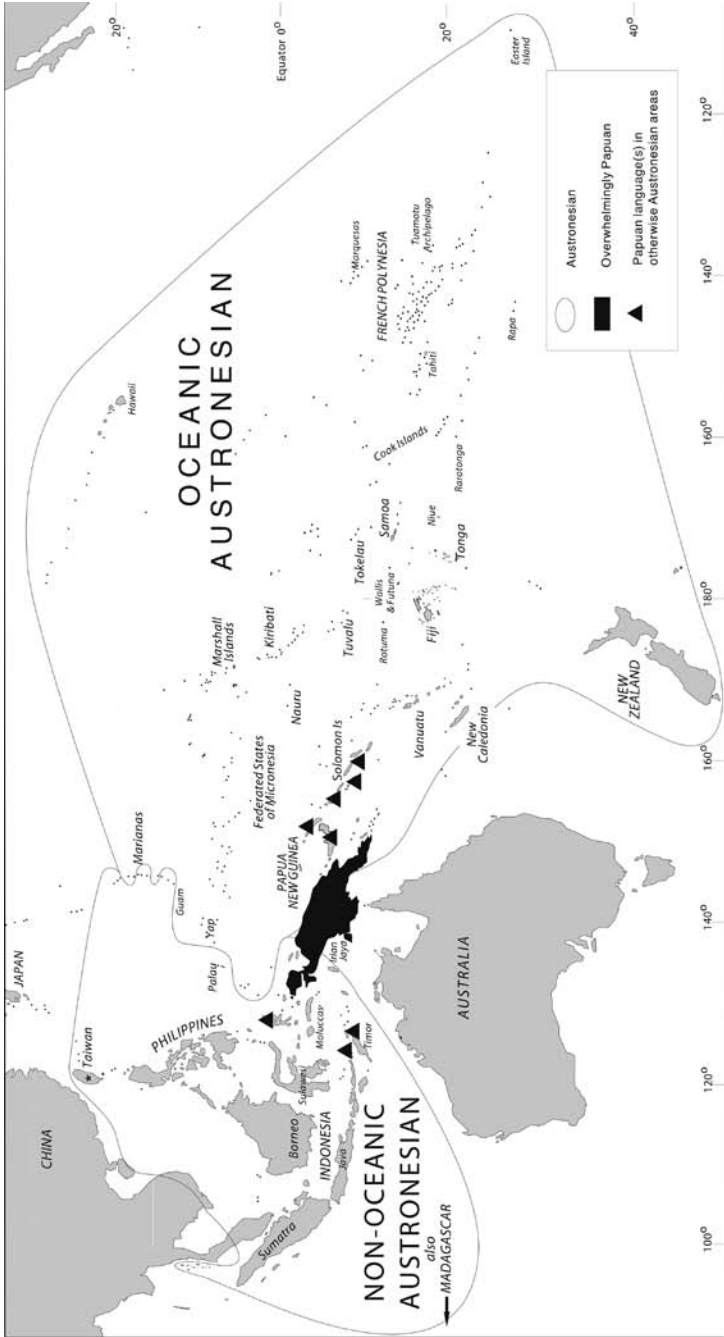 20°
Equator 0°
20°
40°
CHINA
JAPAN
Taiwan
*
PHILIPPINES
Marianas
Guam
Yap
Palau
Federated States
of Micronesia
Marshall
Islands
Kiribati
Nauru
Hawaii
OCEANIC
AUSTRONESIAN
Sumatra
Borneo
INDONESIA
Java
Sulawesi
Moluccas
Timor
Irian
Jaya
PAPUA
NEW GUINEA
Solomon Is
Tuvalu
Tokelau
Rotuma
Wallis
& Futuna
Samoa
Fiji
Niue
Tonga
Vanuatu
New
Caledonia
Cook Islands
Raratonga
Marquesas
FRENCH POLYNESIA
Tuamotu
Archipelago
Tahiti
Rapa
Easter
Island
NON-OCEANIC
AUSTRONESIAN
also
MADAGASCAR
AUSTRALIA
NEW
ZEALAND
Austronesian
Overwhelmingly Papuan
Papuan language(s) in
otherwise Austronesian areas
100°
120°
140°
160°
180°
160°
140°
120°